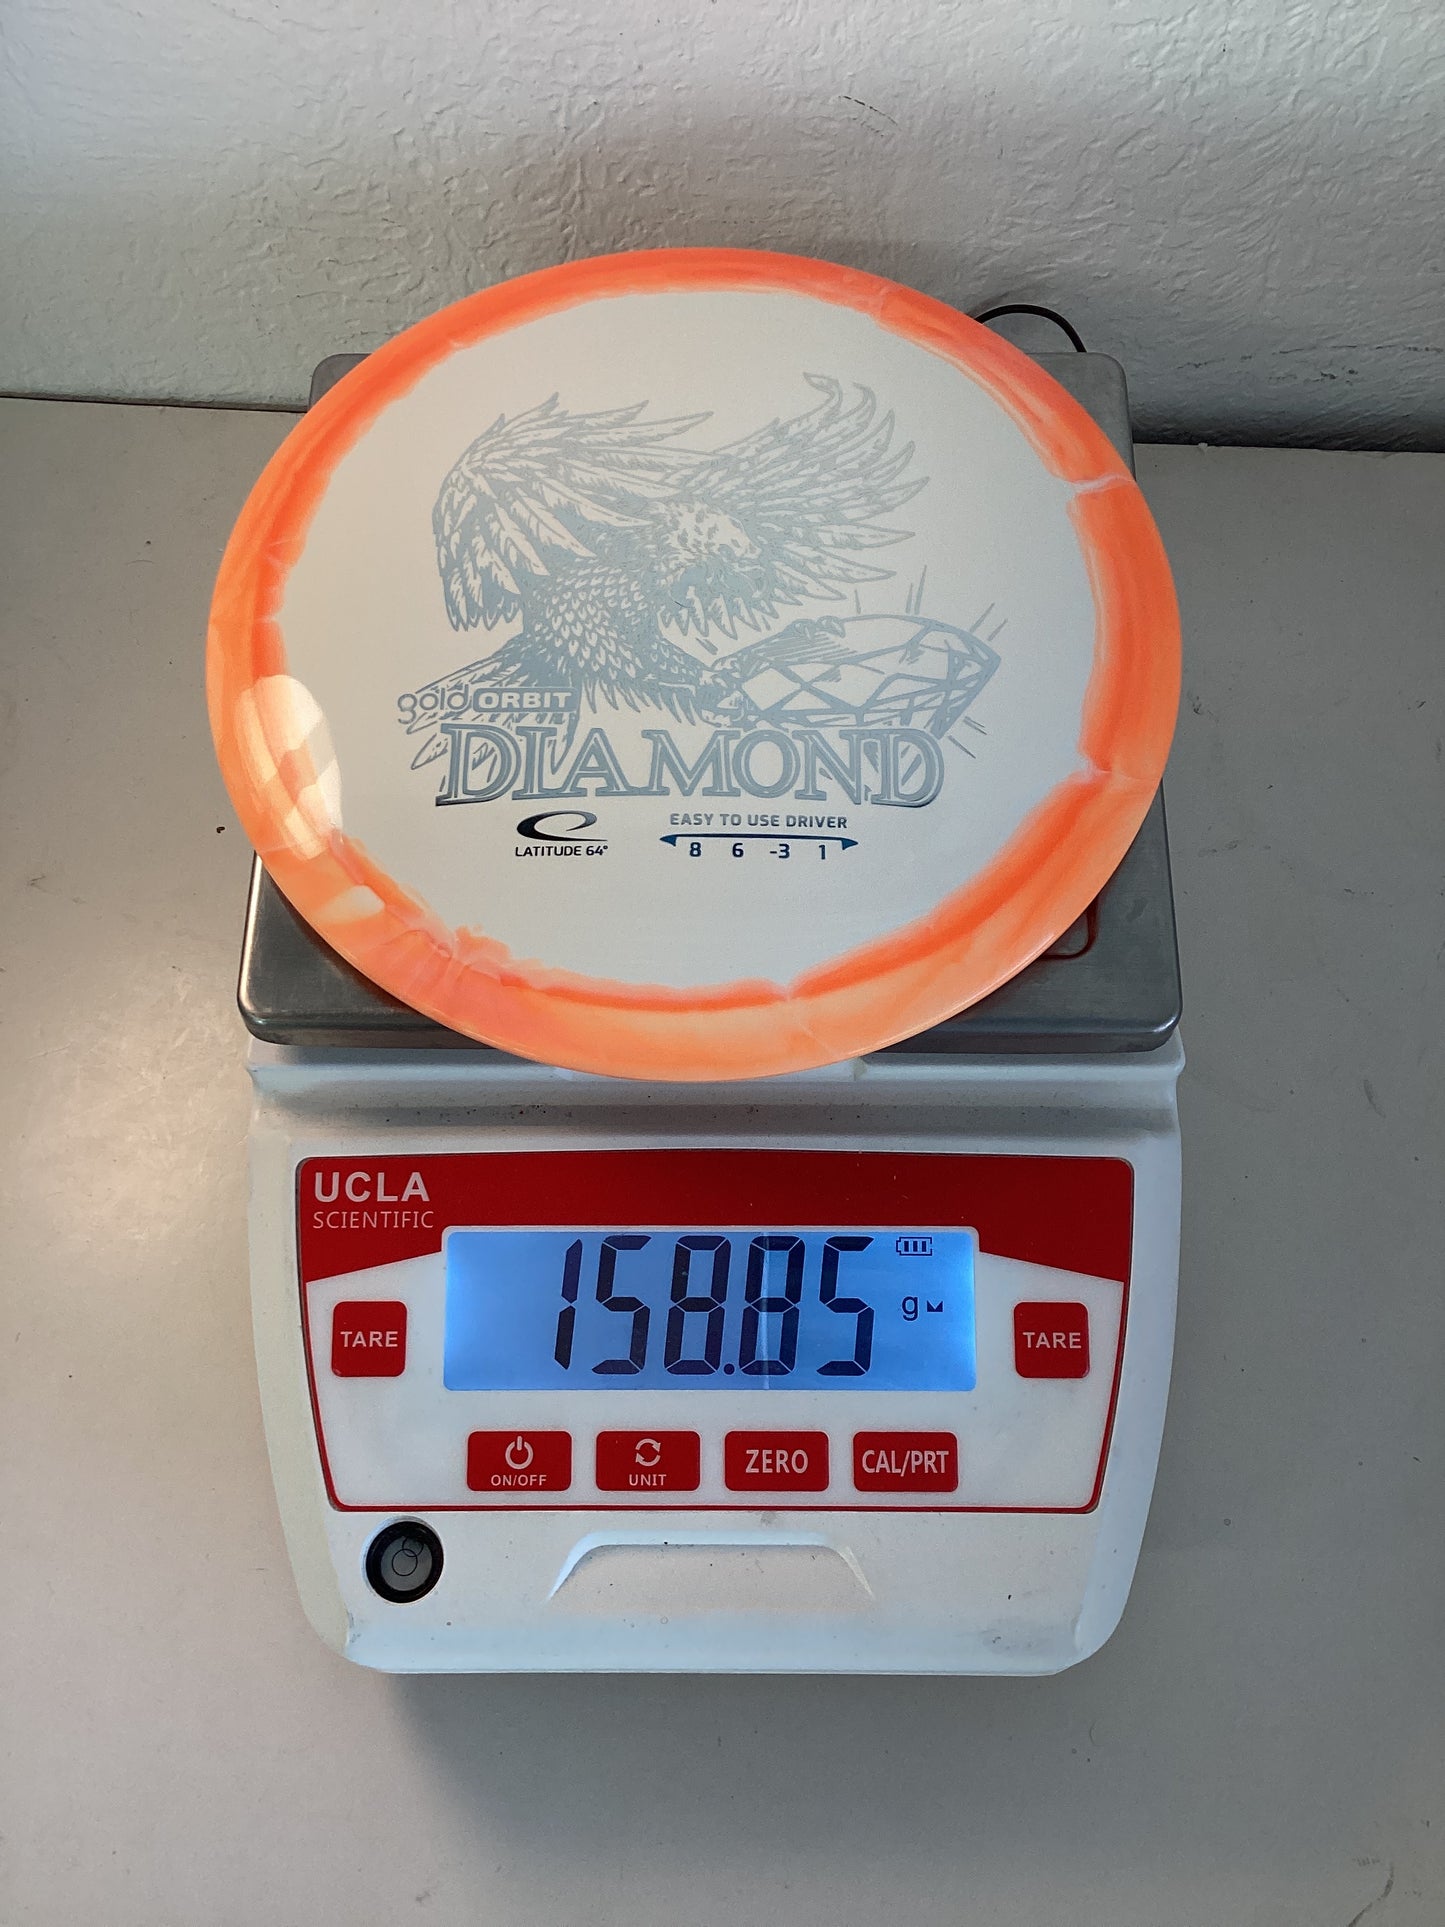 gold ORBIT
DIAMOND
LATITUDE 64°
EASY TO USE DRIVER
8 6 -3 1
UCLA
SCIENTIFIC
158.85 g
TARE
TARE
ON/OFF
UNIT
ZERO
CAL/PRT